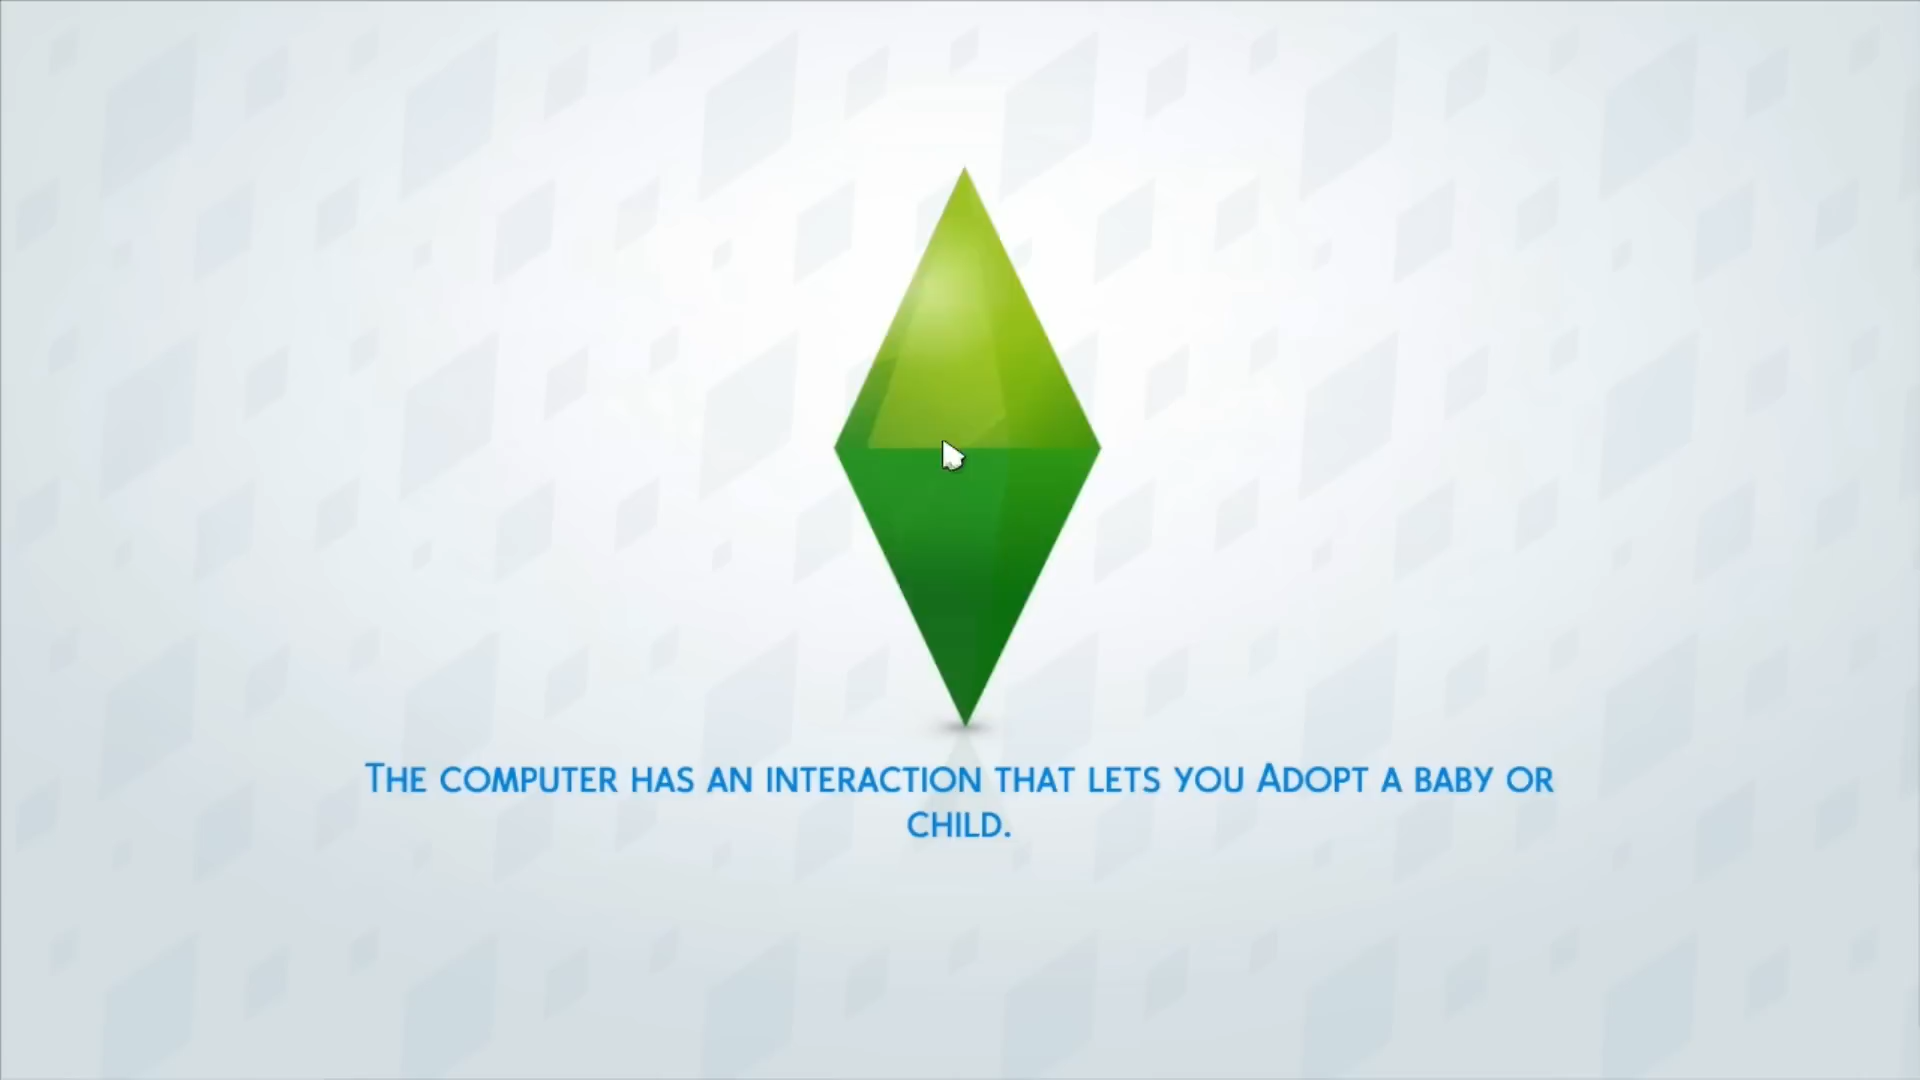 The computer has an interaction that lets you Adopt a baby or
child.